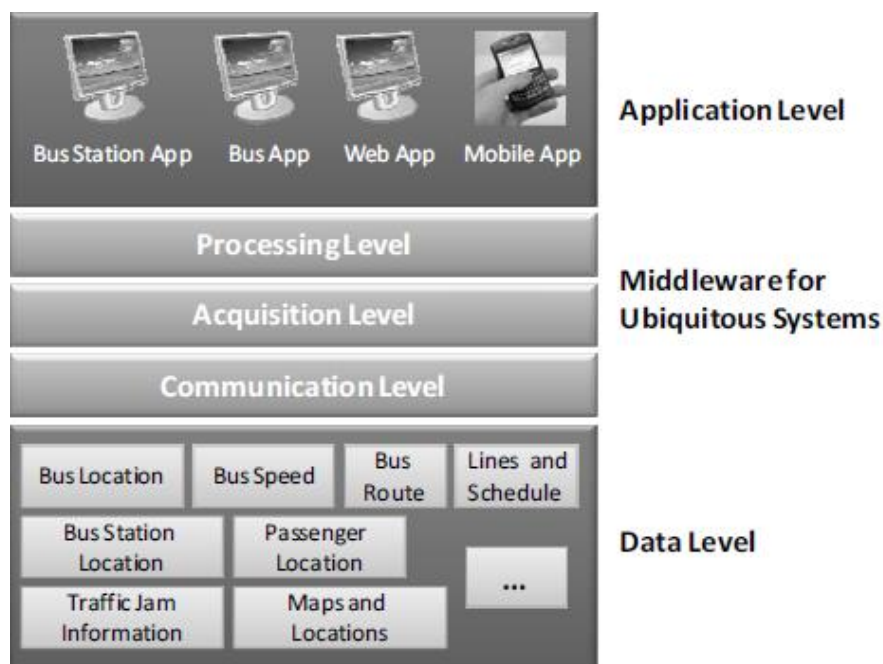 Bus Station App Bus App Web App Mobile App
Application Level
Processing Level
Acquisition Level
Communication Level
Middleware for
Ubiquitous Systems
Bus Location
Bus Speed
Bus
Route
Lines and
Schedule
Bus Station
Location
Passenger
Location
...
Traffic Jam
Information
Maps and
Locations
Data Level